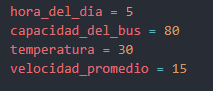 hora_del_dia = 5
capacidad_del_bus = 80
temperatura = 30
velocidad_promedio = 15